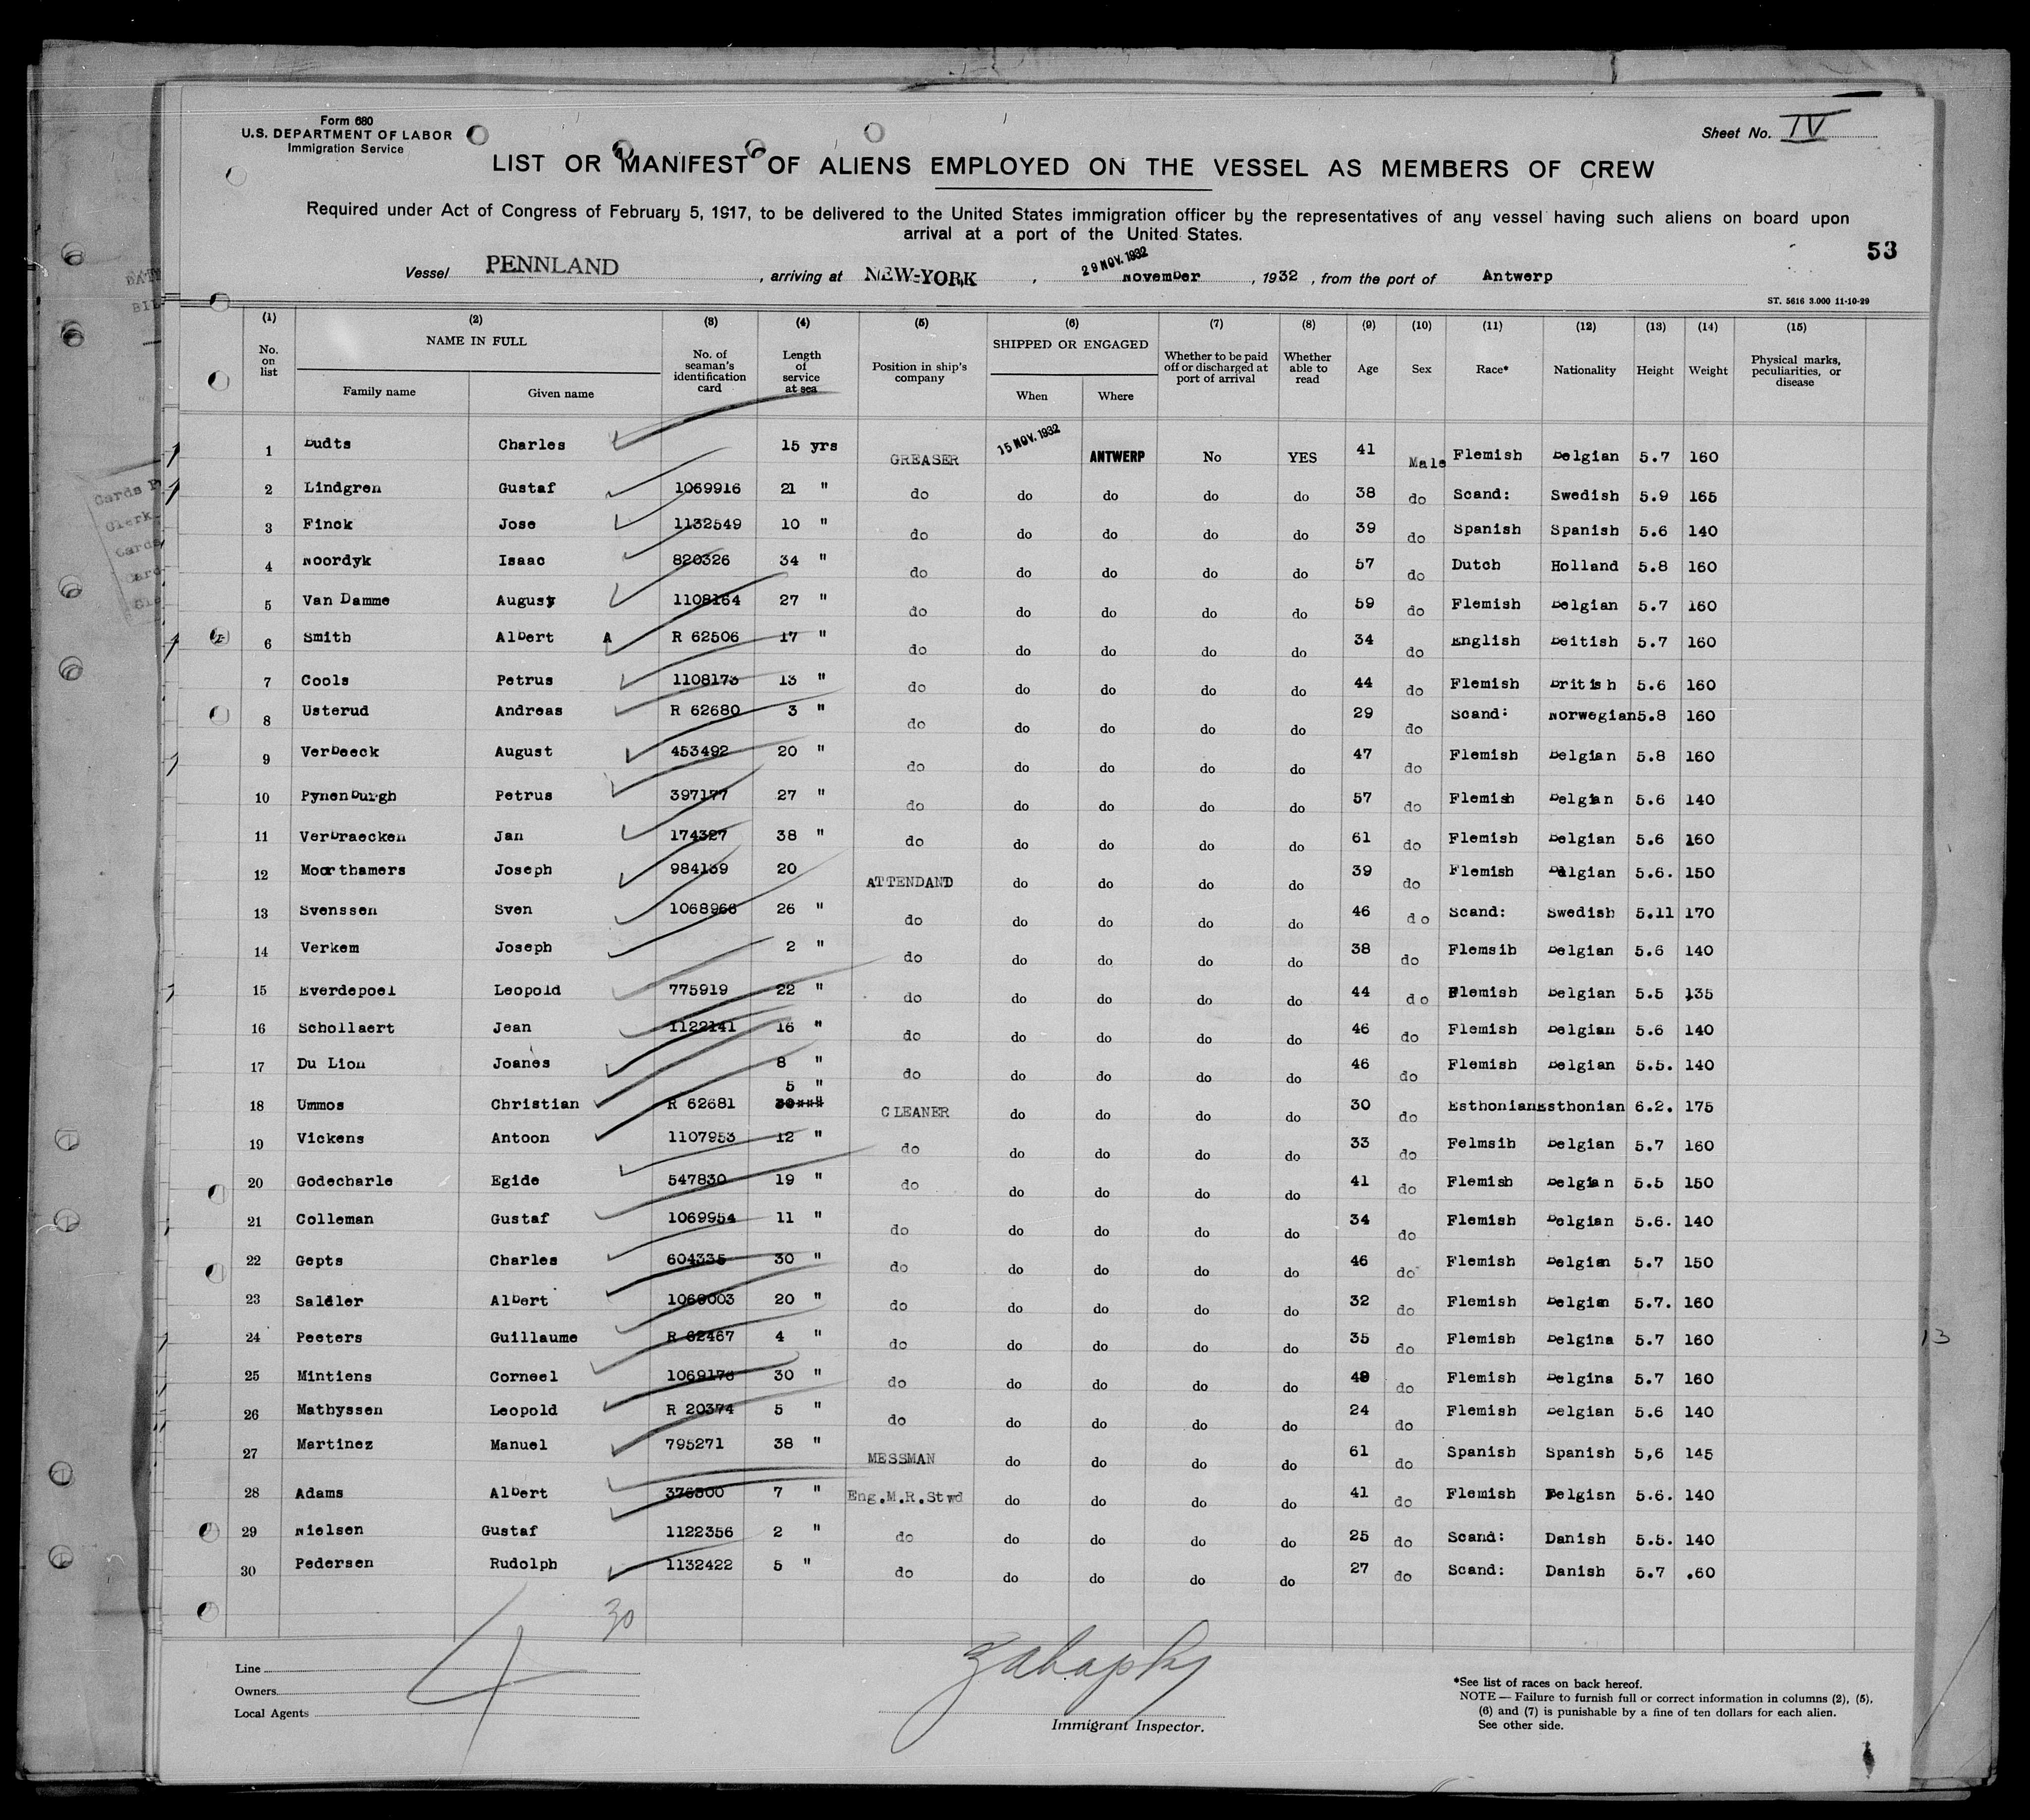 Form 680
U.S. DEPARTMENT OF LABOR
Immigration Service
Sheet No. IV
LIST OR MANIFEST OF ALIENS EMPLOYED ON THE VESSEL AS MEMBERS OF CREW
Required under Act of Congress of February 5, 1917, to be delivered to the United States immigration officer by the representatives of any vessel having such aliens on board upon
arrival at a port of the United States.
53
29 NOV. 1932
Vessel PENNLAND, arriving at NEW-YORK, november, 1932, from the port of Antwerp
ST. 5616 3.000 11-10-29
(1) (2) (3) (4) (5) (6) (7) (8) (9) (10) (11) (12) (13) (14) (15)
No. on list NAME IN FULL Family name Given name No. of seaman's identification card Length of service at sea Position in ship's company SHIPPED OR ENGAGED When Where Whether to be paid off or discharged at port of arrival Whether able to read Age Sex Race* Nationality Height Weight Physical marks, peculiarities, or disease
1 Budts Charles 15 yrs GREASER 15 NOV. 1932 ANTWERP No YES 41 Male Flemish Belgian 5.7 160
2 Lindgren Gustaf 1069916 21 " do do do do do 38 do Scand: Swedish 5.9 165
3 Finck Jose 1132549 10 " do do do do do 39 do Spanish Spanish 5.6 140
4 Noordyk Isaac 820326 34 " do do do do do 57 do Dutch Holland 5.8 160
5 Van Damme August 1108164 27 " do do do do do 59 do Flemish Belgian 5.7 160
6 Smith Albert A R 62506 17 " do do do do do 34 do English Beitish 5.7 160
7 Cools Petrus 1108173 13 " do do do do do 44 do Flemish British 5.6 160
8 Usterud Andreas R 62680 3 " do do do do do 29 do Scand: Norwegian 5.8 160
9 Verbeeck August 453492 20 " do do do do do 47 do Flemish Belgian 5.8 160
10 Pynenburgh Petrus 397177 27 " do do do do do 57 do Flemish Belgian 5.6 140
11 Verbraecken Jan 174327 38 " do do do do do 61 do Flemish Belgian 5.6 160
12 Moorthamers Joseph 984139 20 ATTENDAND do do do do 39 do Flemish Belgian 5.6. 150
13 Svenssen Sven 1068966 26 " do do do do do 46 do Scand: Swedish 5.11 170
14 Verkem Joseph 2 " do do do do do 38 do Flemsib Belgian 5.6 140
15 Everdepoel Leopold 775919 22 " do do do do do 44 do Flemish Belgian 5.5 135
16 Schollaert Jean 1122141 16 " do do do do do 46 do Flemish Belgian 5.6 140
17 Du Lion Joanes 8 " do do do do do 46 do Flemish Belgian 5.5. 140
18 Ummos Christian R 62681 5 " CLEANER do do do do 30 do Esthonian Esthonian 6.2. 175
19 Vickens Antoon 1107953 12 " do do do do do 33 do Felmsib Belgian 5.7 160
20 Godecharle Egide 547830 19 " do do do do do 41 do Flemish Belgian 5.5 150
21 Colleman Gustaf 1069954 11 " do do do do do 34 do Flemish Belgian 5.6. 140
22 Gepts Charles 604335 30 " do do do do do 46 do Flemish Belgian 5.7 150
23 Saldler Albert 1069003 20 " do do do do do 32 do Flemish Belgian 5.7. 160
24 Peeters Guillaume R 62467 4 " do do do do do 35 do Flemish Belgina 5.7 160
25 Mintiens Corneel 1069176 30 " do do do do do 48 do Flemish Belgina 5.7 160
26 Mathyssen Leopold R 20374 5 " do do do do do 24 do Flemish Belgian 5.6 140
27 Martinez Manuel 795271 38 " MESSMAN do do do do 61 do Spanish Spanish 5,6 145
28 Adams Albert 376300 7 " Eng.M.R.Stwd do do do do 41 do Flemish Belgisn 5.6. 140
29 Nielsen Gustaf 1122356 2 " do do do do do 25 do Scand: Danish 5.5. 140
30 Pedersen Rudolph 1132422 5 " do do do do do 27 do Scand: Danish 5.7 .60
30
4
Line
Owners
Local Agents
Immigrant Inspector.
*See list of races on back hereof.
NOTE — Failure to furnish full or correct information in columns (2), (5),
(6) and (7) is punishable by a fine of ten dollars for each alien.
See other side.
13